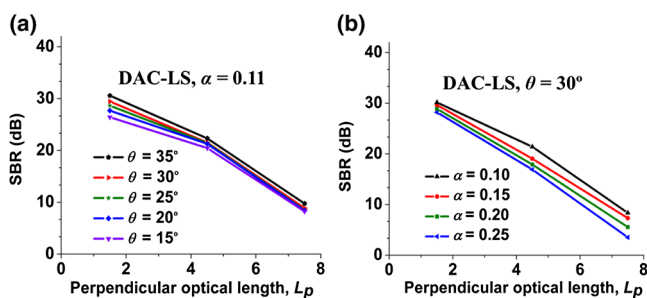 (a)
DAC-LS, α = 0.11
SBR (dB)
40
30
20
10
0
θ = 35°
θ = 30°
θ = 25°
θ = 20°
θ = 15°
0 2 4 6 8
Perpendicular optical length, Lp
(b)
DAC-LS, θ = 30°
SBR (dB)
40
30
20
10
0
α = 0.10
α = 0.15
α = 0.20
α = 0.25
0 2 4 6 8
Perpendicular optical length, Lp